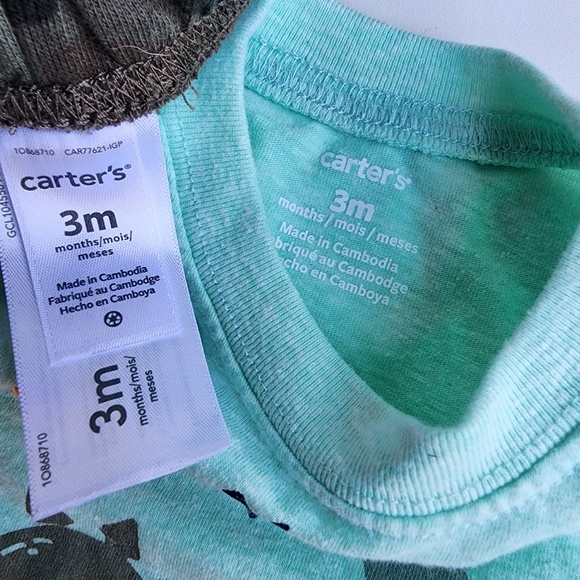 1O868710 CAR77621-IGP
carter's®
3m
months/mois/
meses
Made in Cambodia
Fabriqué au Cambodge
Hecho en Camboya
3m
months/mois/
meses
1O868710
carter's®
3m
months / mois / meses
Made in Cambodia
Fabriqué au Cambodge
Hecho en Camboya